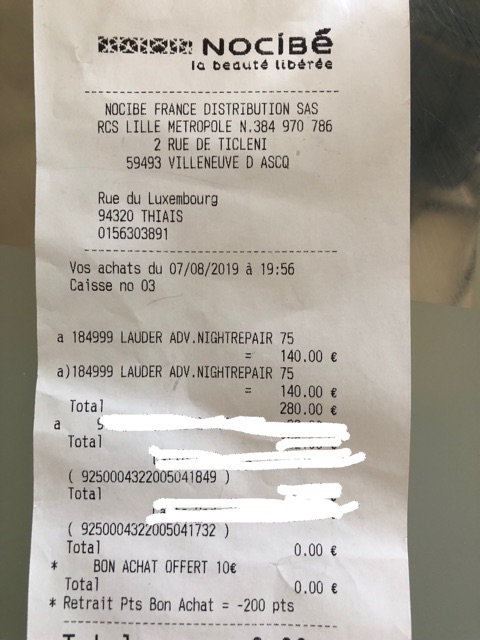 NOCIBÉ
la beauté libérée
NOCIBE FRANCE DISTRIBUTION SAS
RCS LILLE METROPOLE N.384 970 786
2 RUE DE TICLENI
59493 VILLENEUVE D ASCQ
Rue du Luxembourg
94320 THIAIS
0156303891
Vos achats du 07/08/2019 à 19:56
Caisse no 03
a 184999 LAUDER ADV.NIGHTREPAIR 75
= 140.00 €
a)184999 LAUDER ADV.NIGHTREPAIR 75
= 140.00 €
Total 280.00 €
a
Total €
( 9250004322005041849 )
Total
( 9250004322005041732 )
Total 0.00 €
* BON ACHAT OFFERT 10€
Total 0.00 €
* Retrait Pts Bon Achat = -200 pts